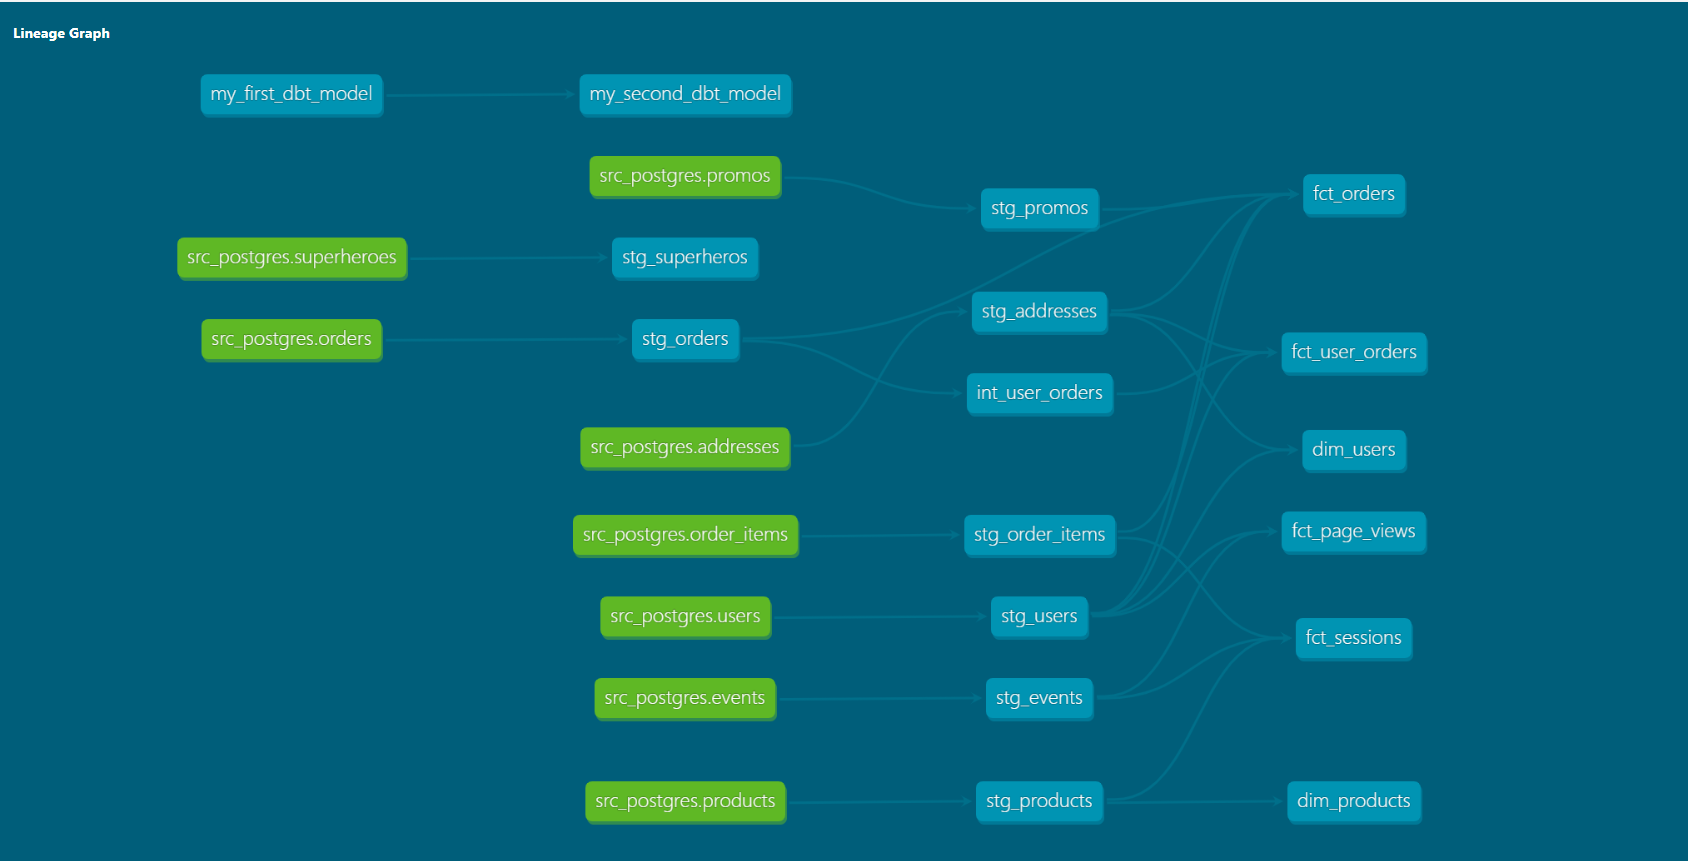 Lineage Graph
my_first_dbt_model
my_second_dbt_model
src_postgres.promos
stg_promos
fct_orders
src_postgres.superheroes
stg_superheros
src_postgres.orders
stg_orders
stg_addresses
fct_user_orders
int_user_orders
src_postgres.addresses
dim_users
src_postgres.order_items
stg_order_items
fct_page_views
src_postgres.users
stg_users
fct_sessions
src_postgres.events
stg_events
src_postgres.products
stg_products
dim_products